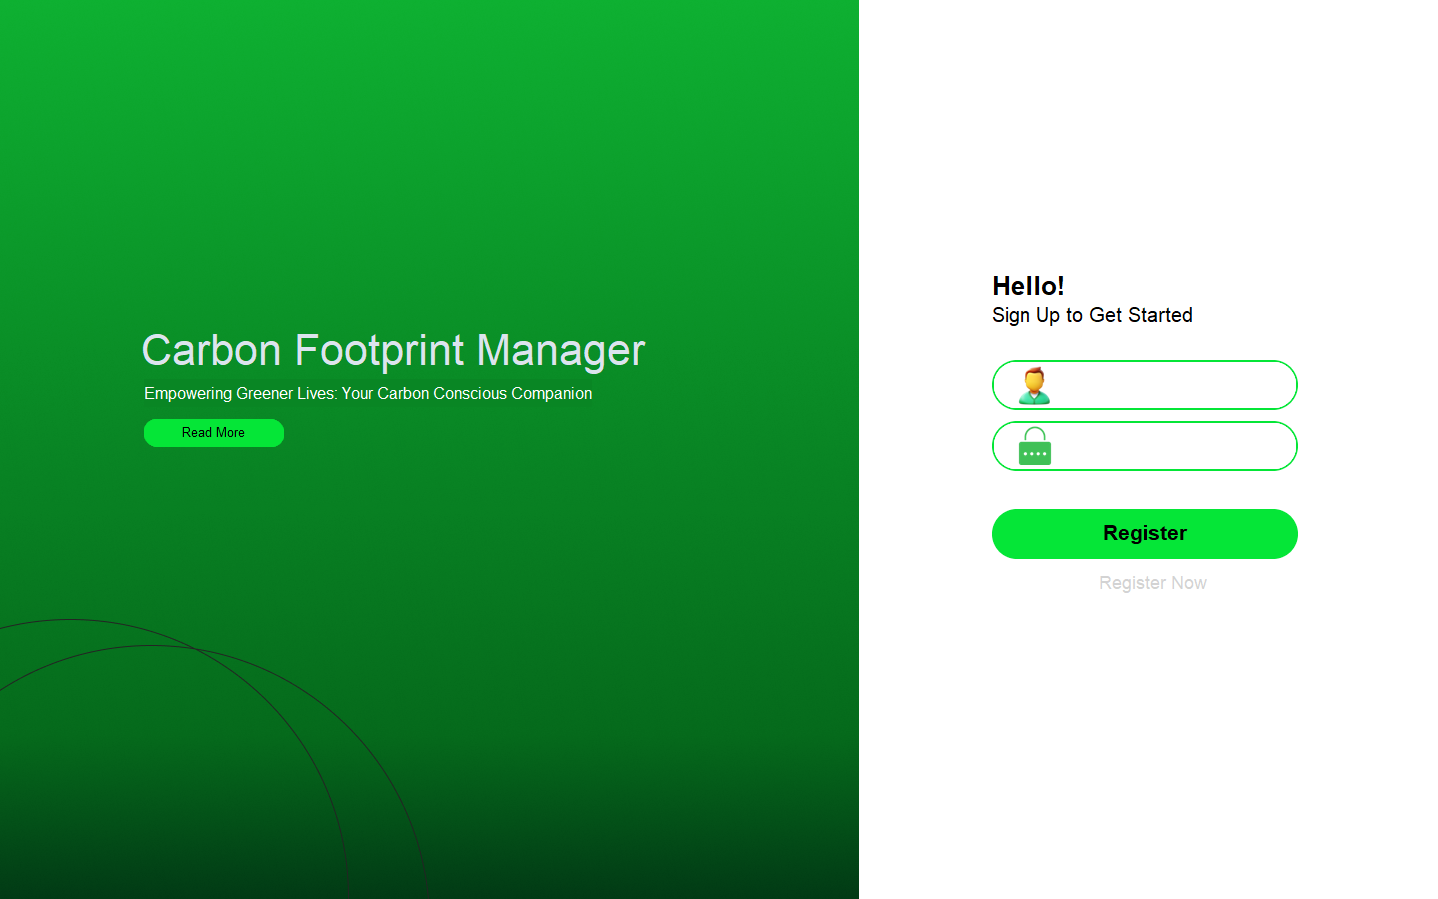 Carbon Footprint Manager
Empowering Greener Lives: Your Carbon Conscious Companion
Read More
Hello!
Sign Up to Get Started
Register
Register Now